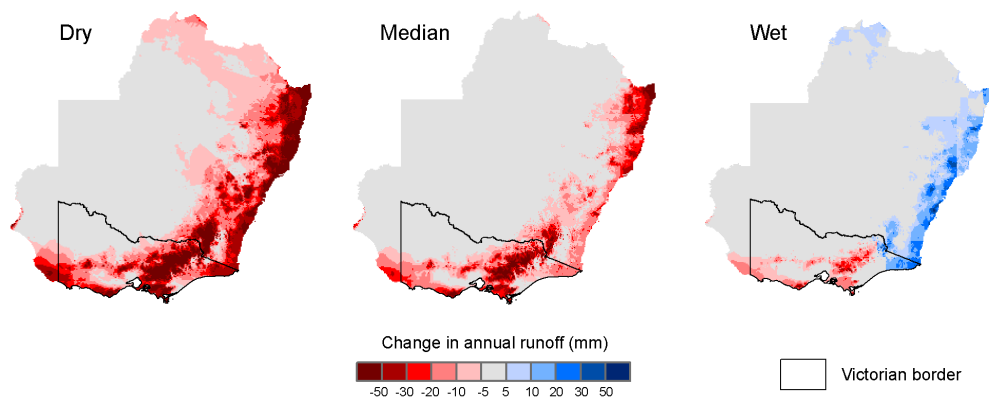 Dry Median Wet
Change in annual runoff (mm)
-50 -30 -20 -10 -5 5 10 20 30 50
Victorian border